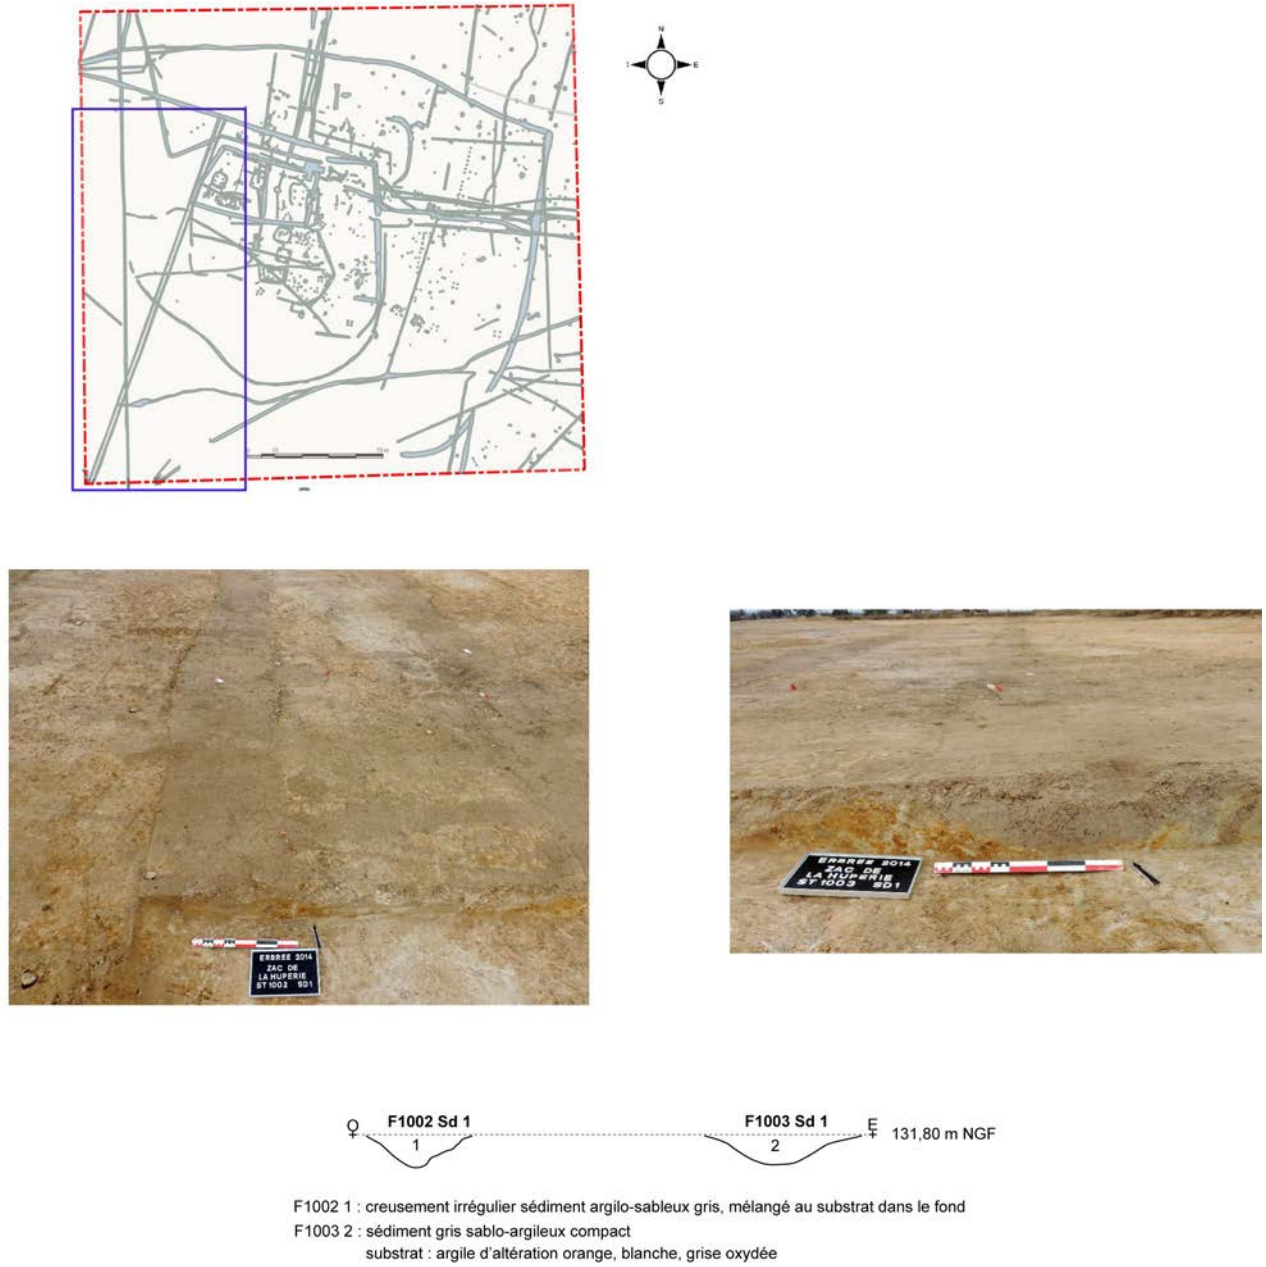 N
E
S
ERBREE 2014
ZAC DE
LA HUPERIE
ST 1002 SD1
ERBREE 2014
ZAC DE
LA HUPERIE
ST 1003 SD1
O F1002 Sd 1 F1003 Sd 1 E 131,80 m NGF
1 2
F1002 1 : creusement irrégulier sédiment argilo-sableux gris, mélangé au substrat dans le fond
F1003 2 : sédiment gris sablo-argileux compact
substrat : argile d'altération orange, blanche, grise oxydée